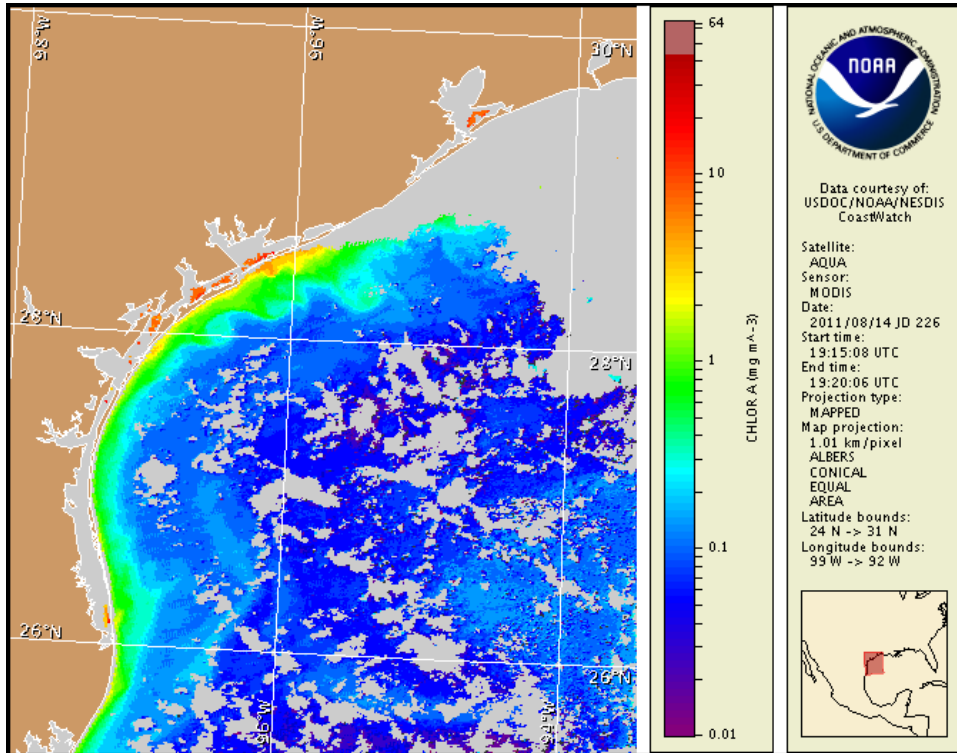 98°W
96°W
30°N
28°N
28°N
26°N
26°N
96°W
94°W
64
10
1
0.1
0.01
CHLOR A (mg m^-3)
NATIONAL OCEANIC AND ATMOSPHERIC ADMINISTRATION
NOAA
U.S. DEPARTMENT OF COMMERCE
Data courtesy of:
USDOC/NOAA/NESDIS
CoastWatch
Satellite:
AQUA
Sensor:
MODIS
Date:
2011/08/14 JD 226
Start time:
19:15:08 UTC
End time:
19:20:06 UTC
Projection type:
MAPPED
Map projection:
1.01 km/pixel
ALBERS
CONICAL
EQUAL
AREA
Latitude bounds:
24 N -> 31 N
Longitude bounds:
99 W -> 92 W